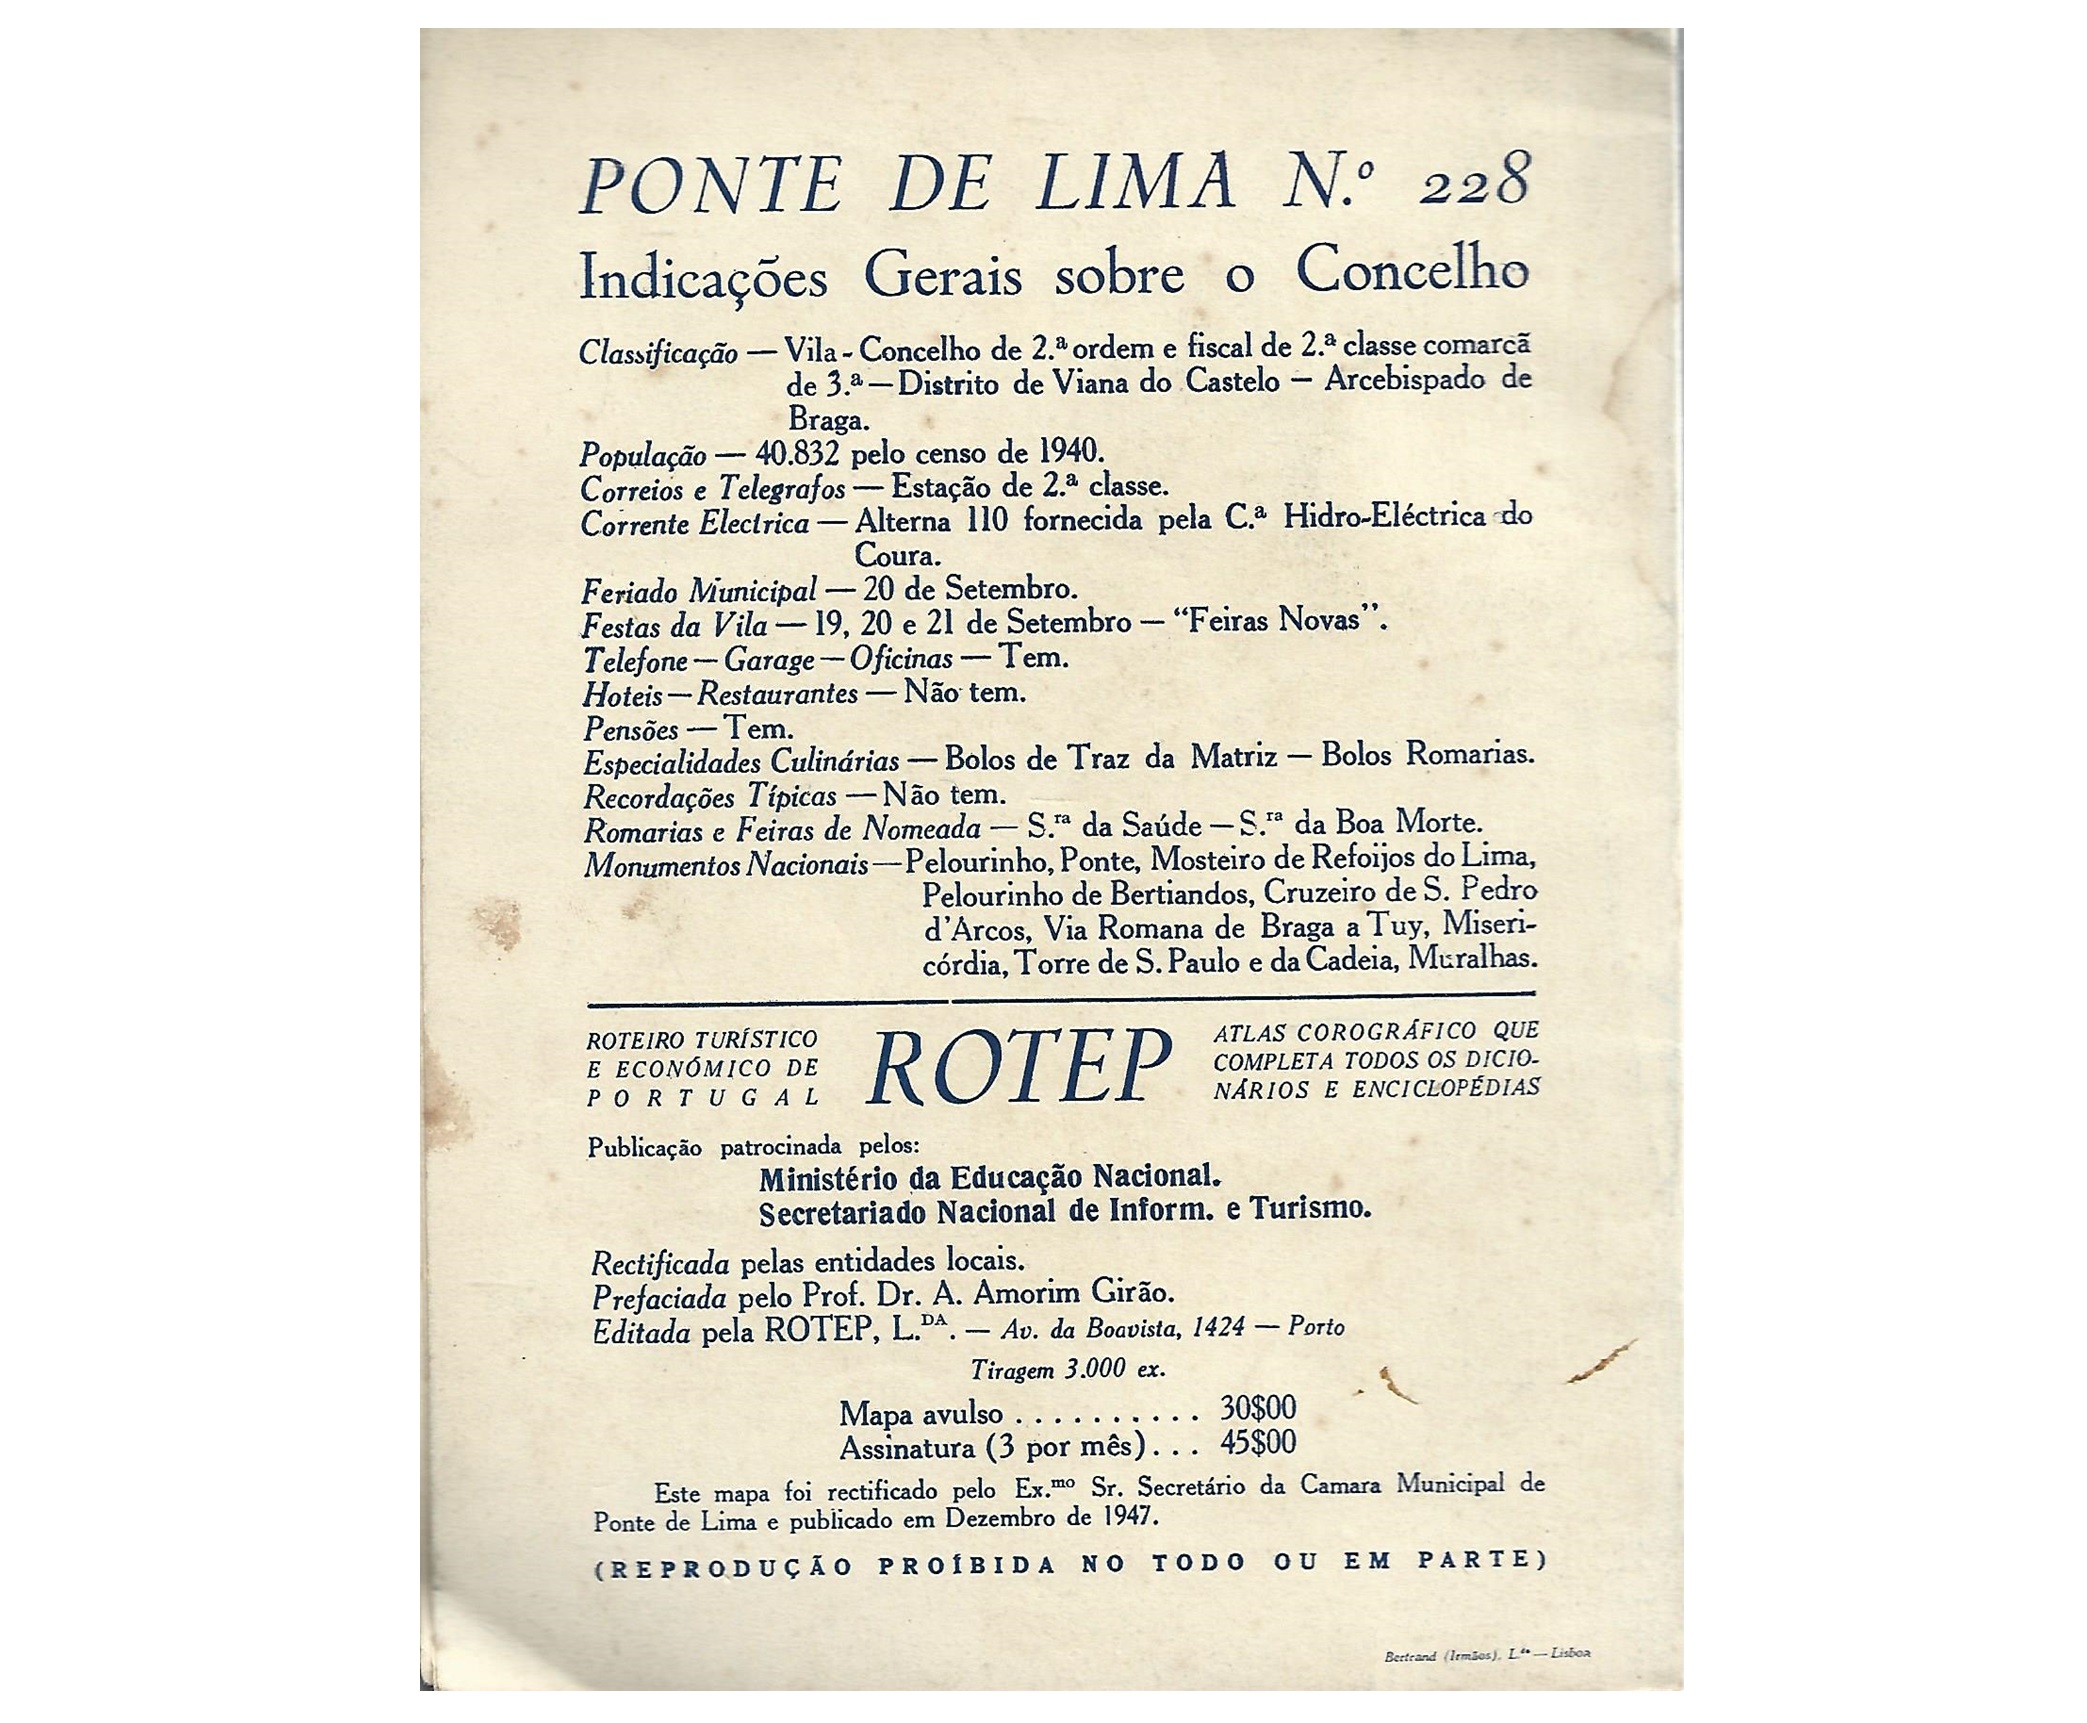 PONTE DE LIMA N.º 228
Indicações Gerais sobre o Concelho
Classificação — Vila - Concelho de 2.ª ordem e fiscal de 2.ª classe comarcã
de 3.ª — Distrito de Viana do Castelo — Arcebispado de
Braga.
População — 40.832 pelo censo de 1940.
Correios e Telegrafos — Estação de 2.ª classe.
Corrente Electrica — Alterna 110 fornecida pela C.ª Hidro-Eléctrica do
Coura.
Feriado Municipal — 20 de Setembro.
Festas da Vila — 19, 20 e 21 de Setembro — “Feiras Novas”.
Telefone — Garage — Oficinas — Tem.
Hoteis — Restaurantes — Não tem.
Pensões — Tem.
Especialidades Culinárias — Bolos de Traz da Matriz — Bolos Romarias.
Recordações Típicas — Não tem.
Romarias e Feiras de Nomeada — S.ra da Saúde — S.ra da Boa Morte.
Monumentos Nacionais — Pelourinho, Ponte, Mosteiro de Refoijos do Lima,
Pelourinho de Bertiandos, Cruzeiro de S. Pedro
d’Arcos, Via Romana de Braga a Tuy, Miseri-
córdia, Torre de S. Paulo e da Cadeia, Muralhas.
ROTEIRO TURÍSTICO
E ECONÓMICO DE
PORTUGAL
ROTEP
ATLAS COROGRÁFICO QUE
COMPLETA TODOS OS DICIO-
NÁRIOS E ENCICLOPÉDIAS
Publicação patrocinada pelos:
Ministério da Educação Nacional.
Secretariado Nacional de Inform. e Turismo.
Rectificada pelas entidades locais.
Prefaciada pelo Prof. Dr. A. Amorim Girão.
Editada pela ROTEP, L.DA. — Av. da Boavista, 1424 — Porto
Tiragem 3.000 ex.
Mapa avulso . . . . . . . . . . 30$00
Assinatura (3 por mês) . . . 45$00
Este mapa foi rectificado pelo Ex.mo Sr. Secretário da Camara Municipal de
Ponte de Lima e publicado em Dezembro de 1947.
(REPRODUÇÃO PROÍBIDA NO TODO OU EM PARTE)
Bertrand (Irmãos), L.da — Lisboa